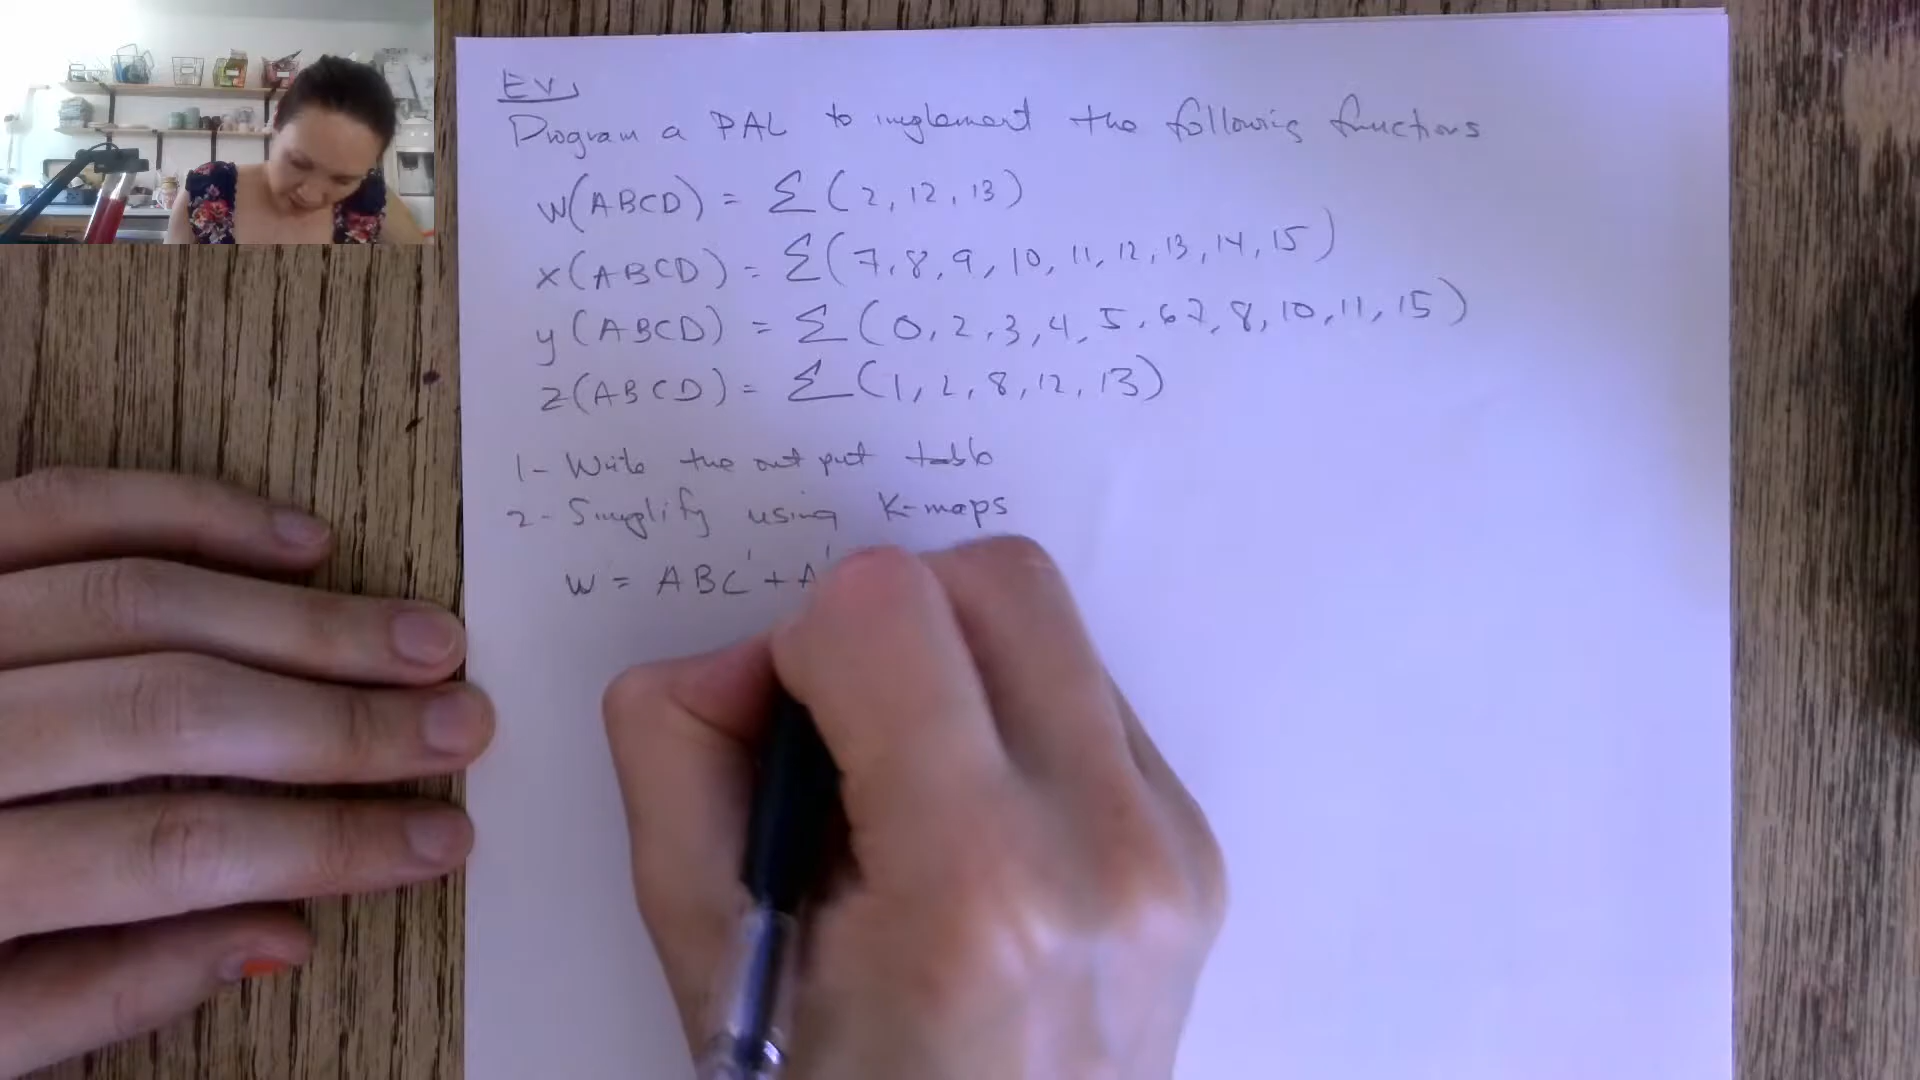 Ex,
Program a PAL to implement the following functions
w(ABCD) = Σ(2, 12, 13)
x(ABCD) = Σ(7, 8, 9, 10, 11, 12, 13, 14, 15)
y(ABCD) = Σ(0, 2, 3, 4, 5, 6 7, 8, 10, 11, 15)
z(ABCD) = Σ(1, 2, 8, 12, 13)
1- Write the out put table
2- Simplify using K-maps
w = ABC' + A'